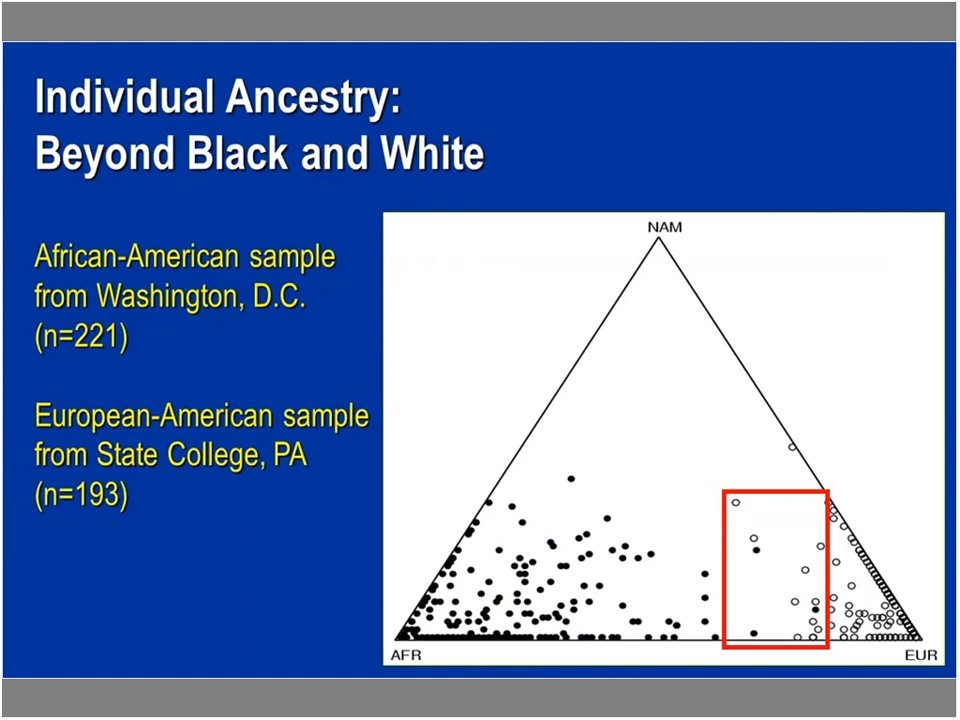 Individual Ancestry:
Beyond Black and White
African-American sample
from Washington, D.C.
(n=221)
European-American sample
from State College, PA
(n=193)
NAM
AFR
EUR